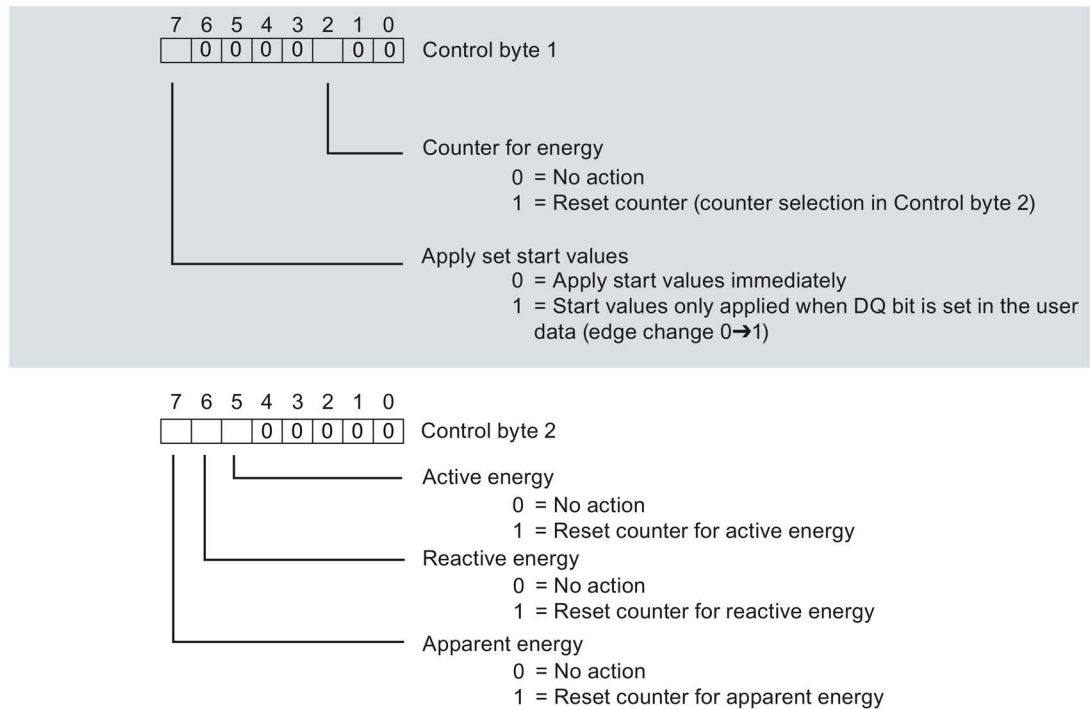 7 6 5 4 3 2 1 0
0 0 0 0 0 0 Control byte 1
Counter for energy
0 = No action
1 = Reset counter (counter selection in Control byte 2)
Apply set start values
0 = Apply start values immediately
1 = Start values only applied when DQ bit is set in the user
data (edge change 0➔1)
7 6 5 4 3 2 1 0
0 0 0 0 0 Control byte 2
Active energy
0 = No action
1 = Reset counter for active energy
Reactive energy
0 = No action
1 = Reset counter for reactive energy
Apparent energy
0 = No action
1 = Reset counter for apparent energy